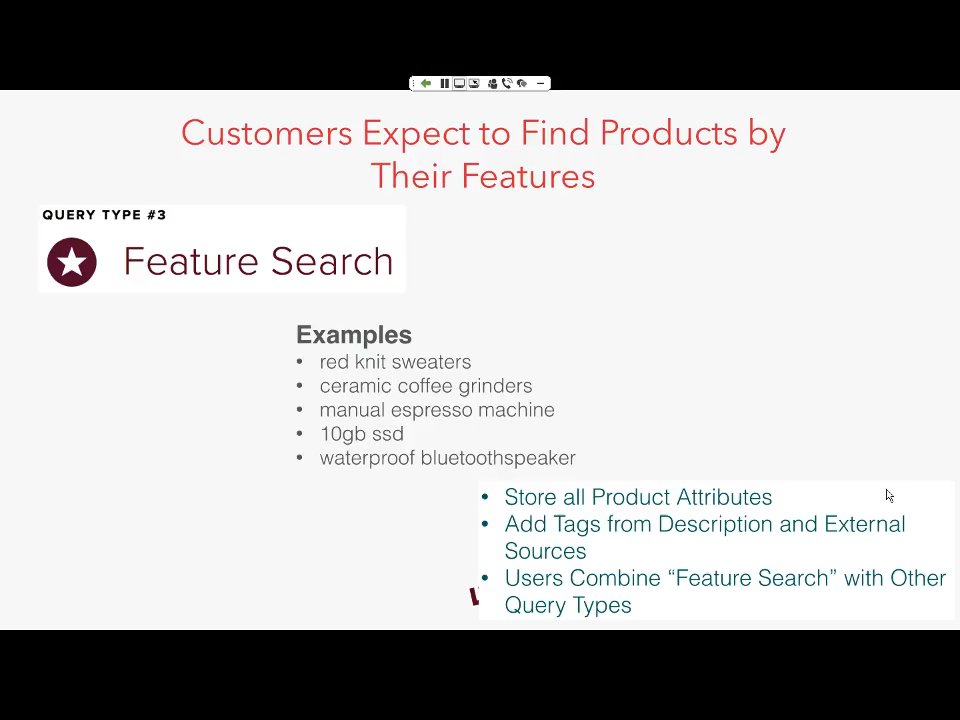 Customers Expect to Find Products by
Their Features
QUERY TYPE #3
Feature Search
Examples
• red knit sweaters
• ceramic coffee grinders
• manual espresso machine
• 10gb ssd
• waterproof bluetoothspeaker
• Store all Product Attributes
• Add Tags from Description and External
Sources
• Users Combine “Feature Search” with Other
Query Types